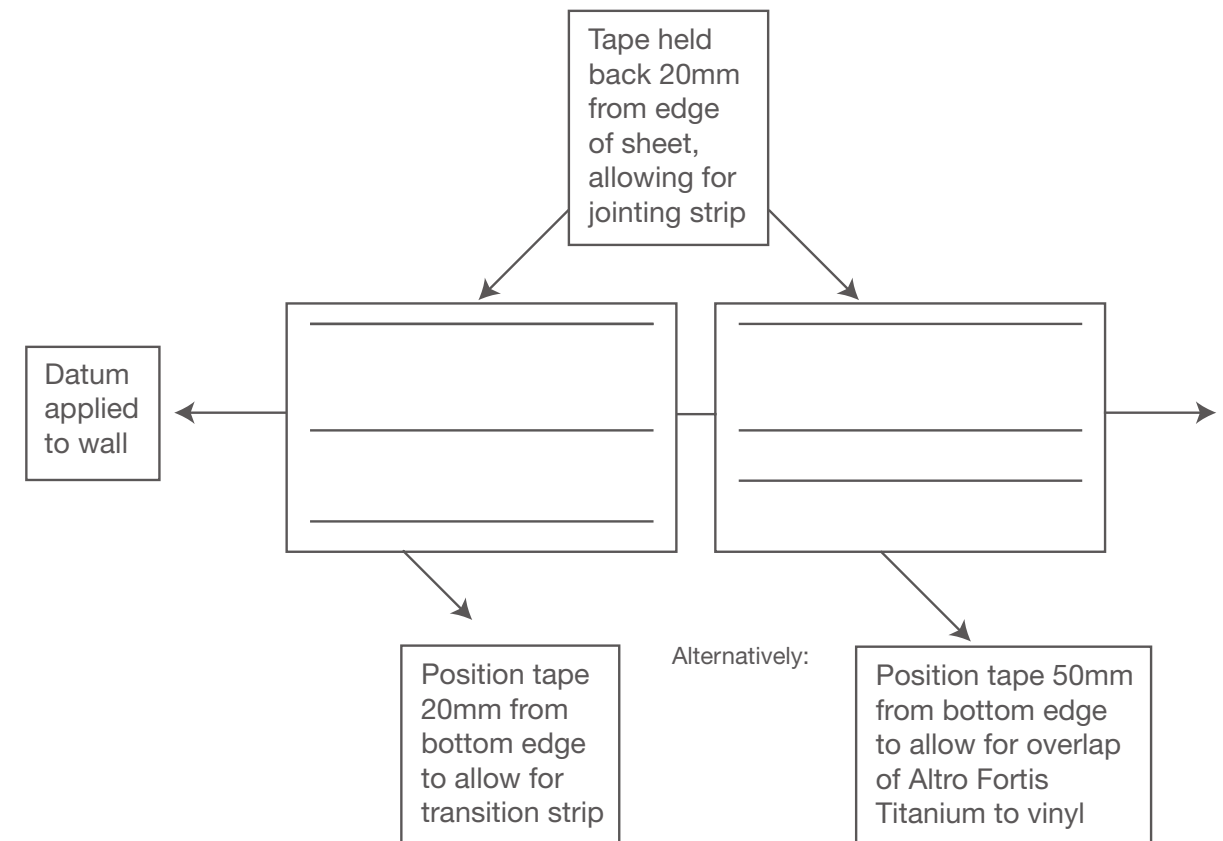 Tape held
back 20mm
from edge
of sheet,
allowing for
jointing strip
Datum
applied
to wall
Position tape
20mm from
bottom edge
to allow for
transition strip
Alternatively:
Position tape 50mm
from bottom edge
to allow for overlap
of Altro Fortis
Titanium to vinyl